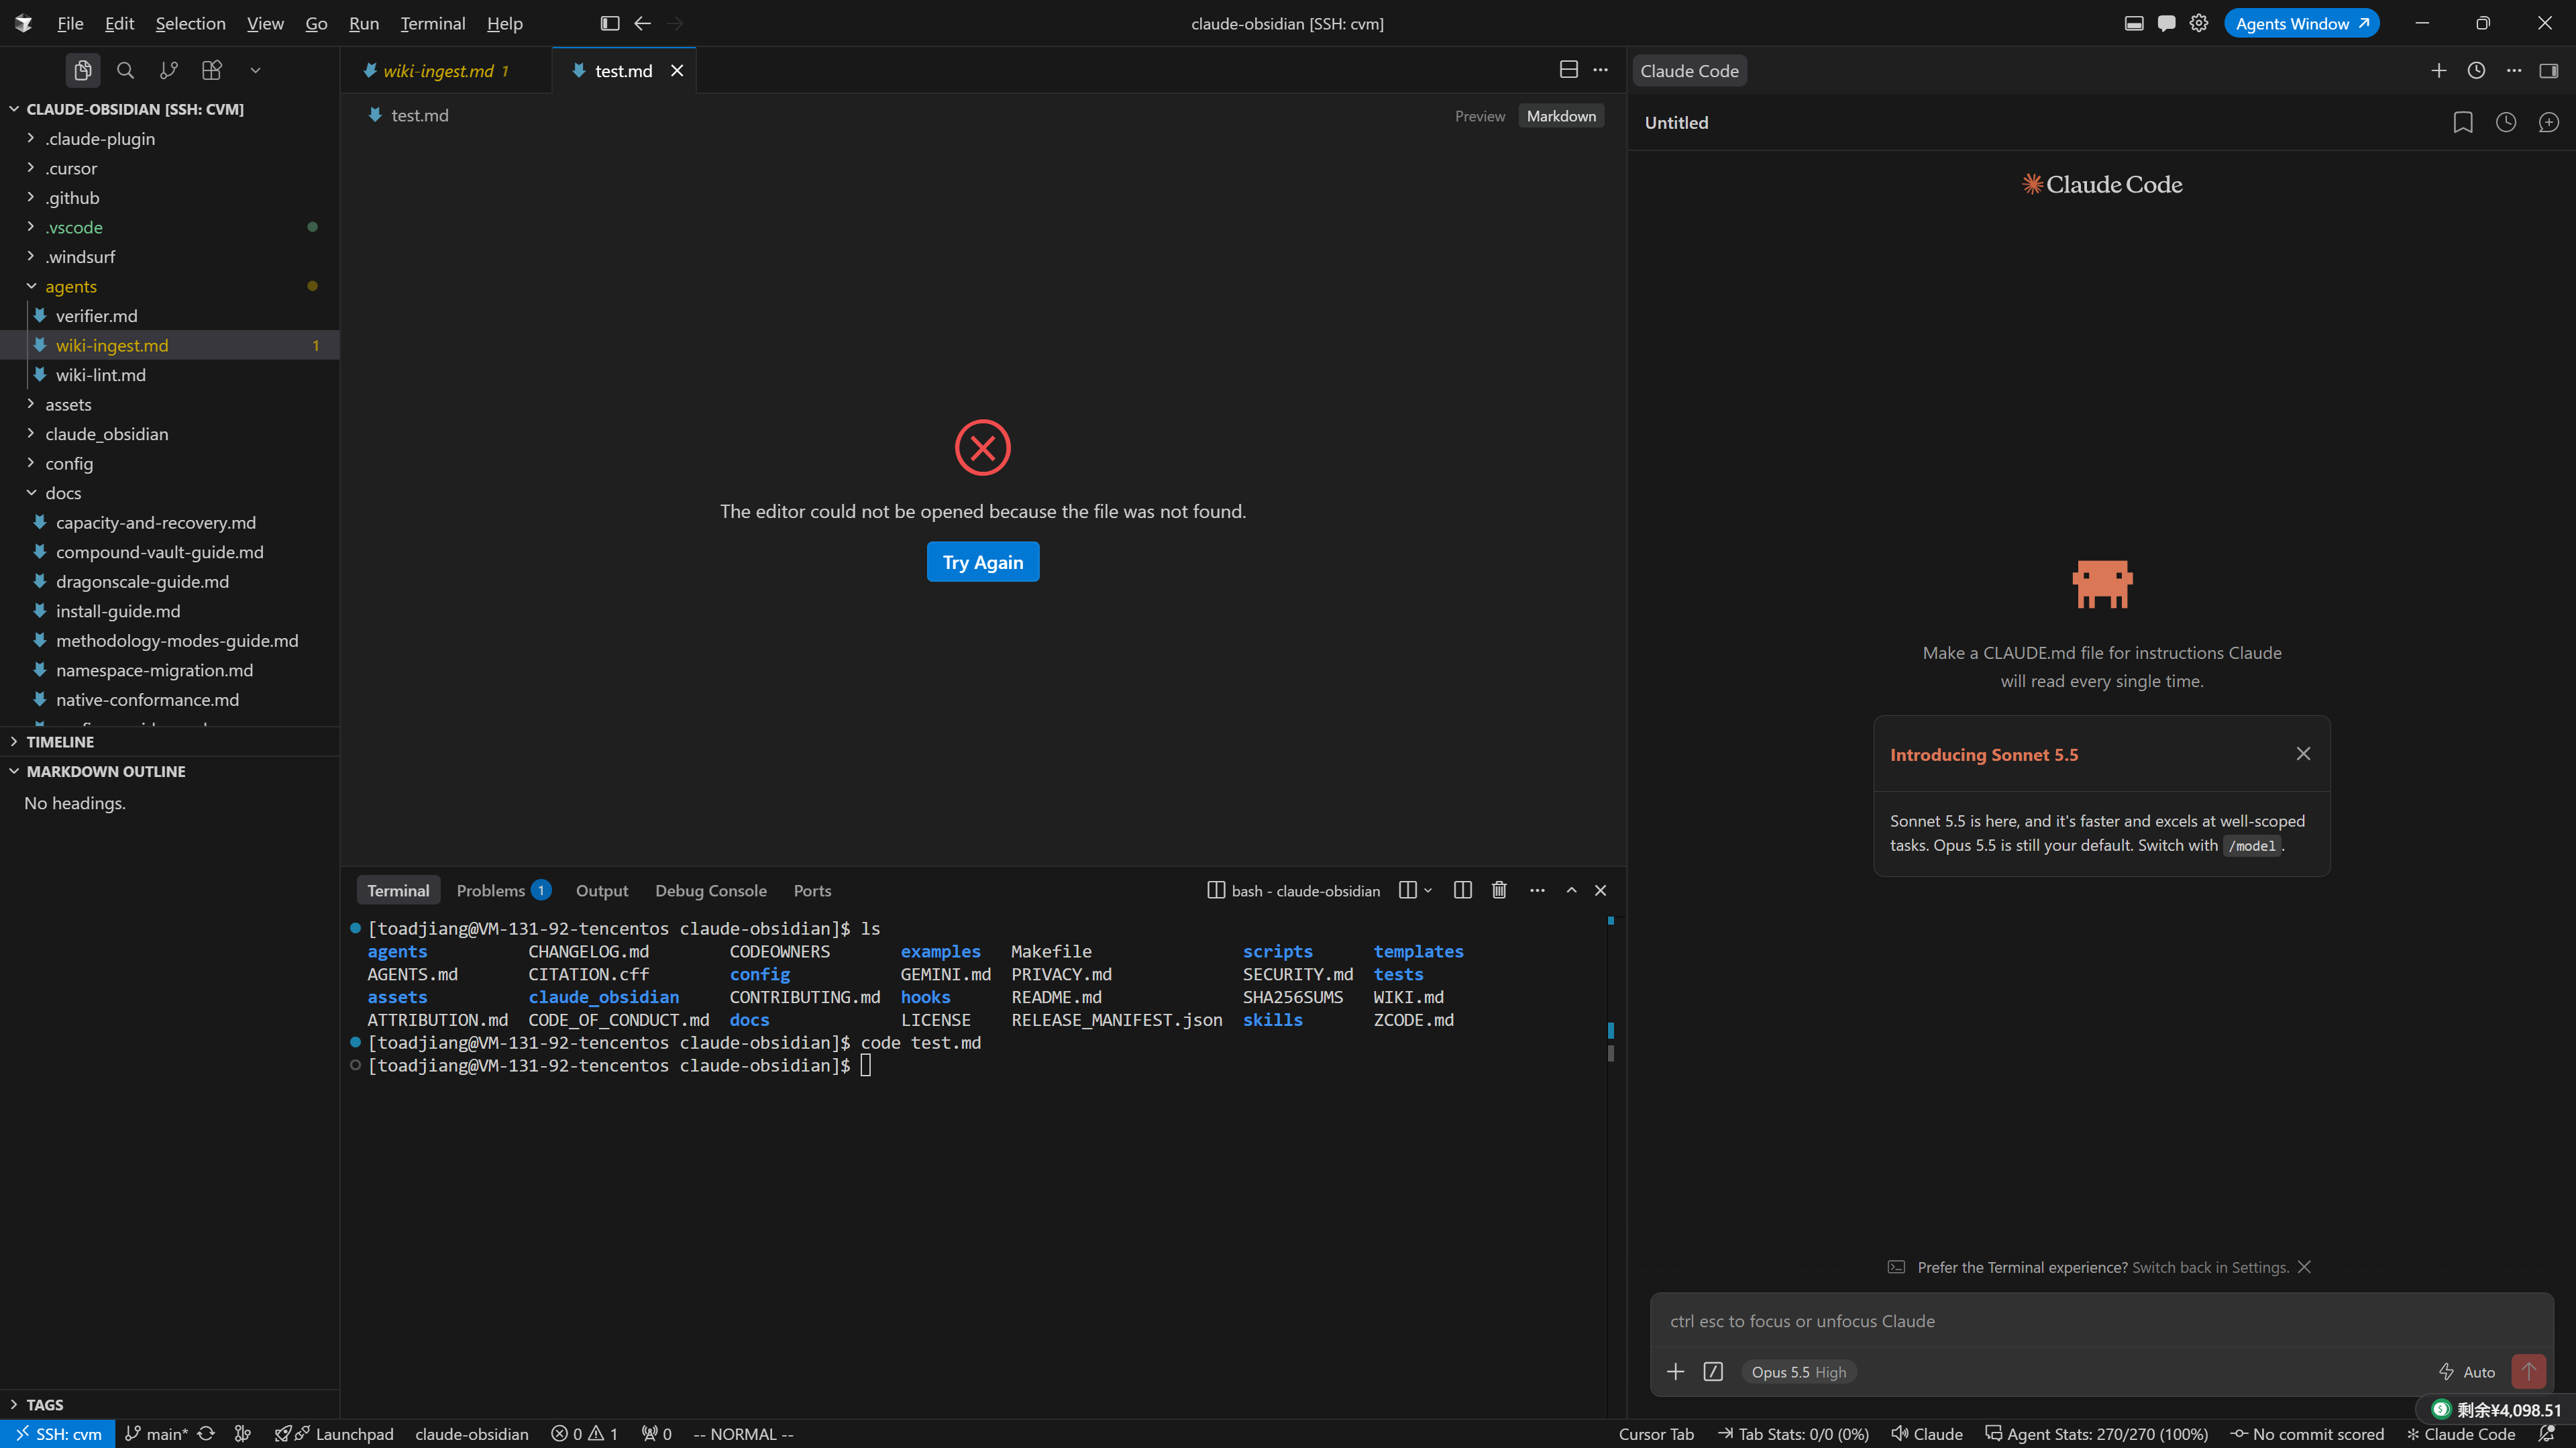 File Edit Selection View Go Run Terminal Help
claude-obsidian [SSH: cvm]
Agents Window
CLAUDE-OBSIDIAN [SSH: CVM]
.claude-plugin
.cursor
.github
.vscode
.windsurf
agents
verifier.md
wiki-ingest.md 1
wiki-lint.md
assets
claude_obsidian
config
docs
capacity-and-recovery.md
compound-vault-guide.md
dragonscale-guide.md
install-guide.md
methodology-modes-guide.md
namespace-migration.md
native-conformance.md
TIMELINE
MARKDOWN OUTLINE
No headings.
TAGS
wiki-ingest.md 1
test.md
test.md
Preview Markdown
The editor could not be opened because the file was not found.
Try Again
Terminal Problems 1 Output Debug Console Ports
bash - claude-obsidian
[toadjiang@VM-131-92-tencentos claude-obsidian]$ ls
agents CHANGELOG.md CODEOWNERS examples Makefile scripts templates
AGENTS.md CITATION.cff config GEMINI.md PRIVACY.md SECURITY.md tests
assets claude_obsidian CONTRIBUTING.md hooks README.md SHA256SUMS WIKI.md
ATTRIBUTION.md CODE_OF_CONDUCT.md docs LICENSE RELEASE_MANIFEST.json skills ZCODE.md
[toadjiang@VM-131-92-tencentos claude-obsidian]$ code test.md
[toadjiang@VM-131-92-tencentos claude-obsidian]$
Claude Code
Untitled
Claude Code
Make a CLAUDE.md file for instructions Claude
will read every single time.
Introducing Sonnet 5.5
Sonnet 5.5 is here, and it's faster and excels at well-scoped
tasks. Opus 5.5 is still your default. Switch with /model .
Prefer the Terminal experience? Switch back in Settings.
ctrl esc to focus or unfocus Claude
Opus 5.5 High
Auto
剩余¥4,098.51
SSH: cvm main* Launchpad claude-obsidian 0 1 0 -- NORMAL --
Cursor Tab Tab Stats: 0/0 (0%) Claude Agent Stats: 270/270 (100%) No commit scored Claude Code